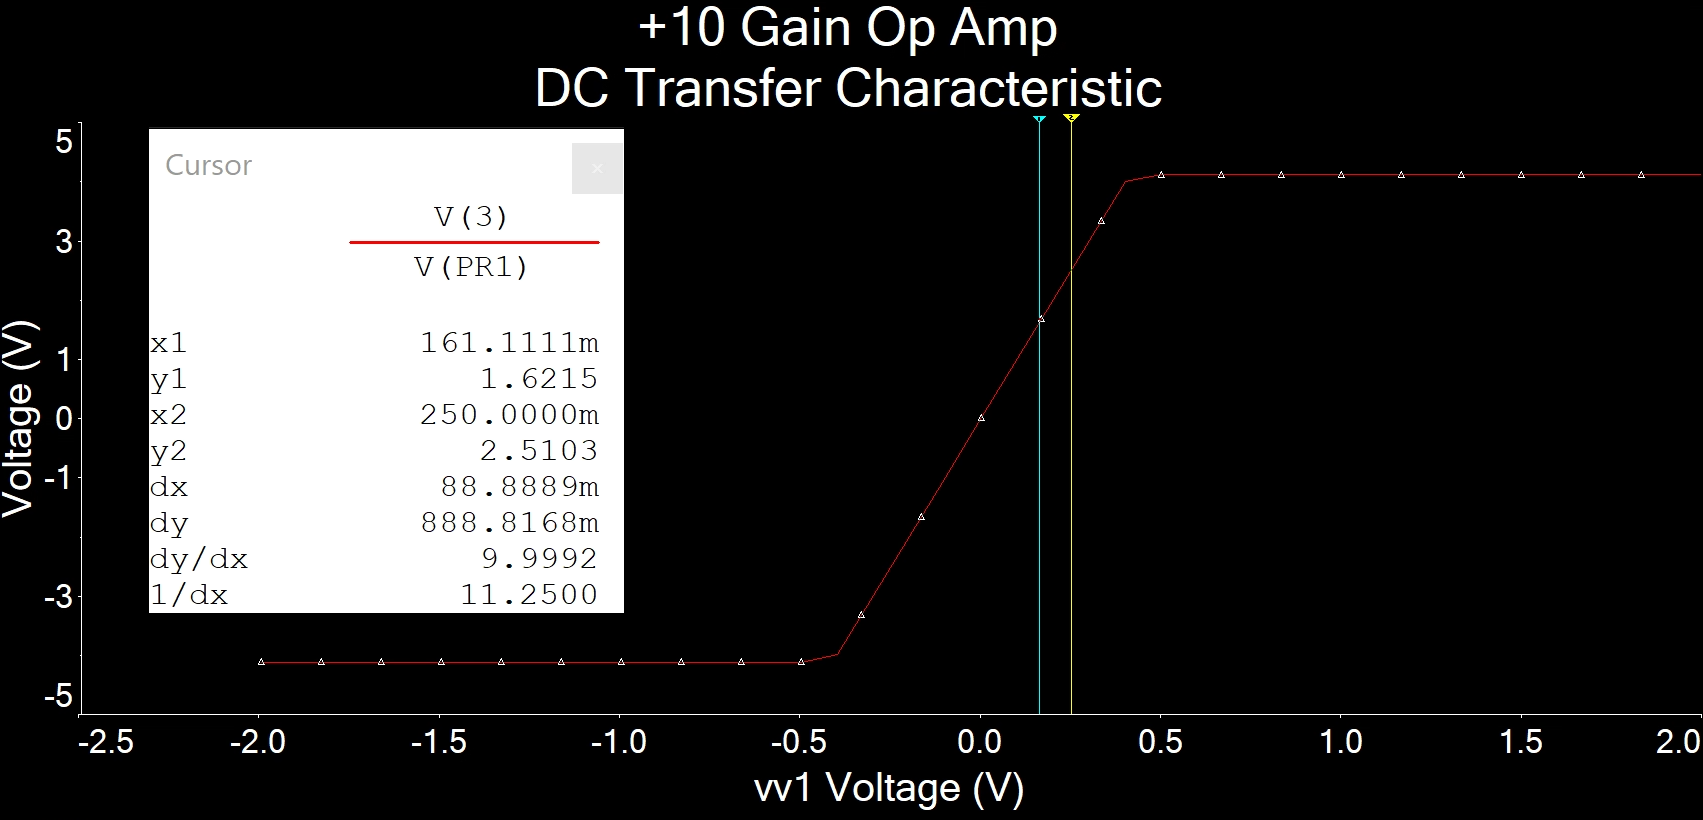 +10 Gain Op Amp
DC Transfer Characteristic
Cursor
×
V(3)
V(PR1)
x1 161.1111m
y1 1.6215
x2 250.0000m
y2 2.5103
dx 88.8889m
dy 888.8168m
dy/dx 9.9992
1/dx 11.2500
1
2
Voltage (V)
5
3
1
0
-1
-3
-5
-2.5 -2.0 -1.5 -1.0 -0.5 0.0 0.5 1.0 1.5 2.0
vv1 Voltage (V)